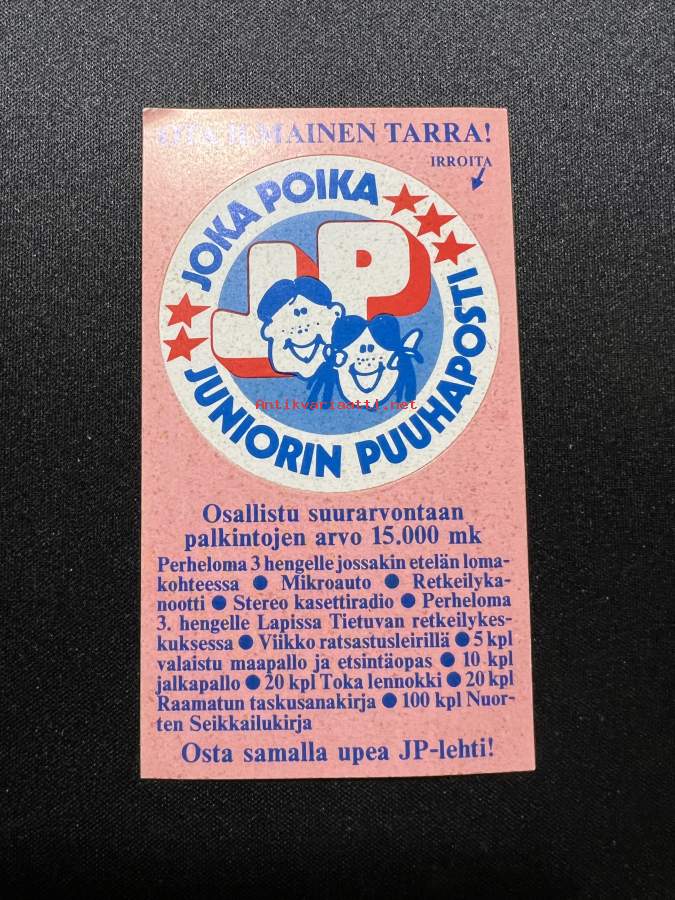 OTA ILMAINEN TARRA!
IRROITA
JOKA POIKA
JP
JUNIORIN PUUHAPOSTI
Antikvariaatti.net
Osallistu suurarvontaan
palkintojen arvo 15.000 mk
Perheloma 3 hengelle jossakin etelän loma-
kohteessa ● Mikroauto ● Retkeilyka-
nootti ● Stereo kasettiradio ● Perheloma
3. hengelle Lapissa Tietuvan retkeilykes-
kuksessa ● Viikko ratsastusleirillä ● 5 kpl
valaistu maapallo ja etsintäopas ● 10 kpl
jalkapallo ● 20 kpl Toka lennokki ● 20 kpl
Raamatun taskusanakirja ● 100 kpl Nuor-
ten Seikkailukirja
Osta samalla upea JP-lehti!